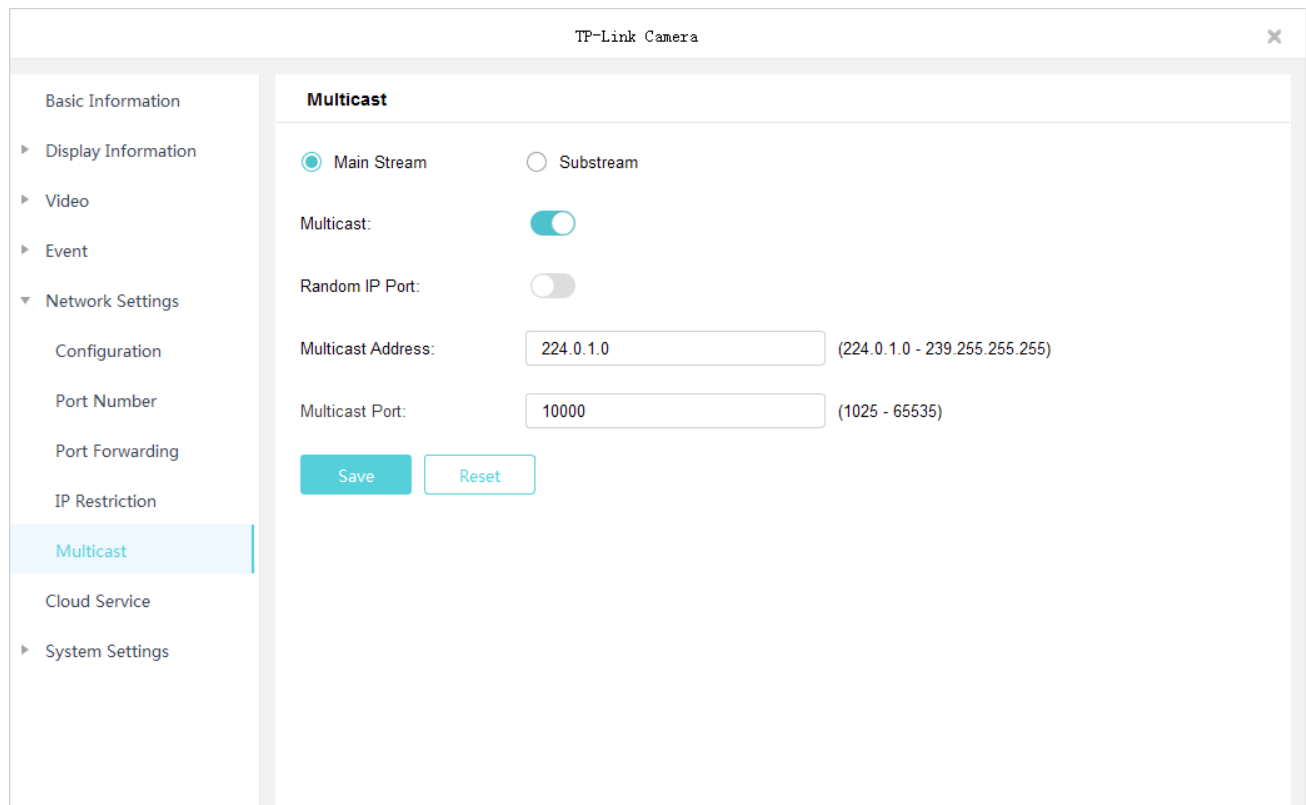 TP-Link Camera
Basic Information
Display Information
Video
Event
Network Settings
Configuration
Port Number
Port Forwarding
IP Restriction
Multicast
Cloud Service
System Settings
Multicast
Main Stream Substream
Multicast:
Random IP Port:
Multicast Address: 224.0.1.0 (224.0.1.0 - 239.255.255.255)
Multicast Port: 10000 (1025 - 65535)
Save Reset